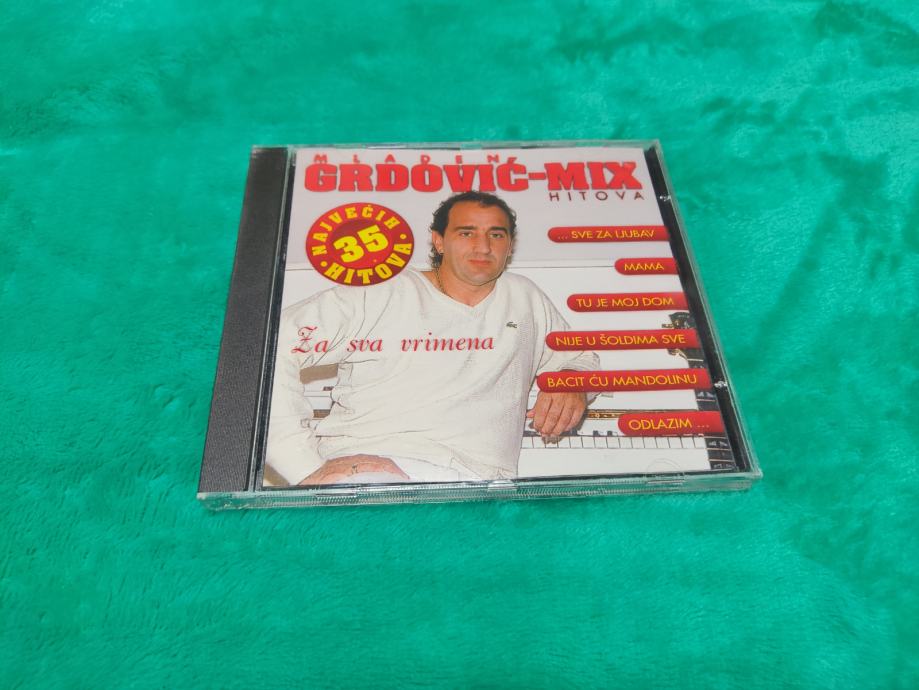 MLADEN
GRDOVIĆ-MIX
HITOVA
NAJVEĆIH
35
HITOVA
... SVE ZA LJUBAV
MAMA
TU JE MOJ DOM
NIJE U ŠOLDIMA SVE
BACIT ĆU MANDOLINU
ODLAZIM ...
Za sva vrimena